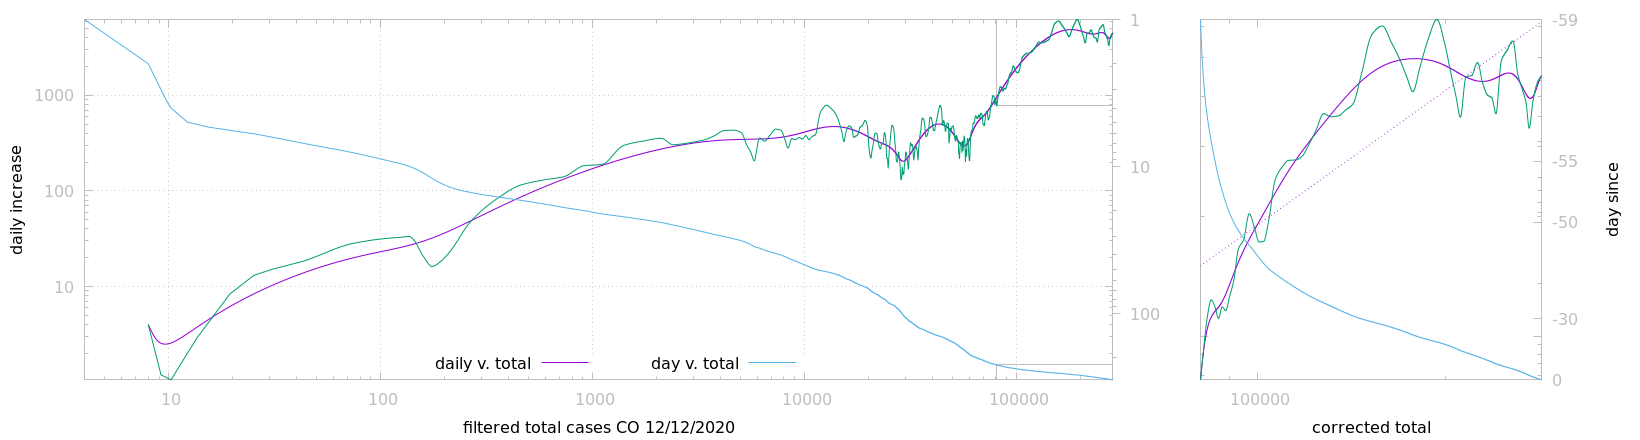 1000
100
10
daily increase
10
100
1000
10000
100000
filtered total cases CO 12/12/2020
daily v. total
day v. total
1
10
100
100000
corrected total
-59
-55
-50
-30
0
day since